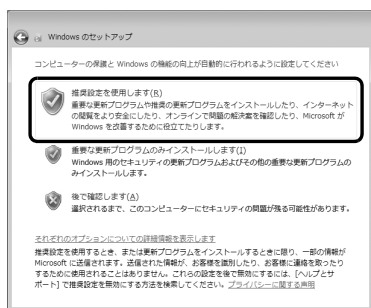 Windows のセットアップ
コンピューターの保護と Windows の機能の向上が自動的に行われるように設定してください
推奨設定を使用します(R)
重要な更新プログラムや推奨の更新プログラムをインストールしたり、インターネット
の閲覧をより安全にしたり、オンラインで問題の解決策を確認したり、Microsoft が
Windows を改善するために役立てたりします。
重要な更新プログラムのみインストールします(I)
Windows 用のセキュリティの更新プログラムおよびその他の重要な更新プログラムの
みインストールします。
後で確認します(A)
選択されるまで、このコンピューターにセキュリティの問題が残る可能性があります。
それぞれのオプションについての詳細情報を表示します
推奨設定を使用するとき、または更新プログラムをインストールするときに限り、一部の情報が
Microsoft に送信されます。送信された情報が、お客様を識別したり、お客様に連絡を取ったり
するために使用されることはありません。これらの設定を後で無効にするには、[ヘルプとサ
ポート] で推奨設定を無効にする方法を検索してください。プライバシーに関する声明